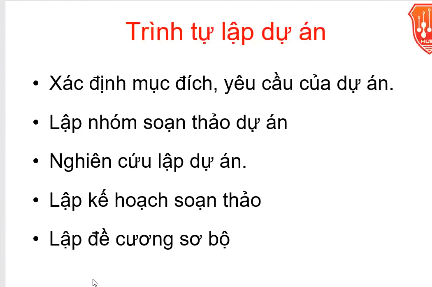 Trình tự lập dự án
• Xác định mục đích, yêu cầu của dự án.
• Lập nhóm soạn thảo dự án
• Nghiên cứu lập dự án.
• Lập kế hoạch soạn thảo
• Lập đề cương sơ bộ